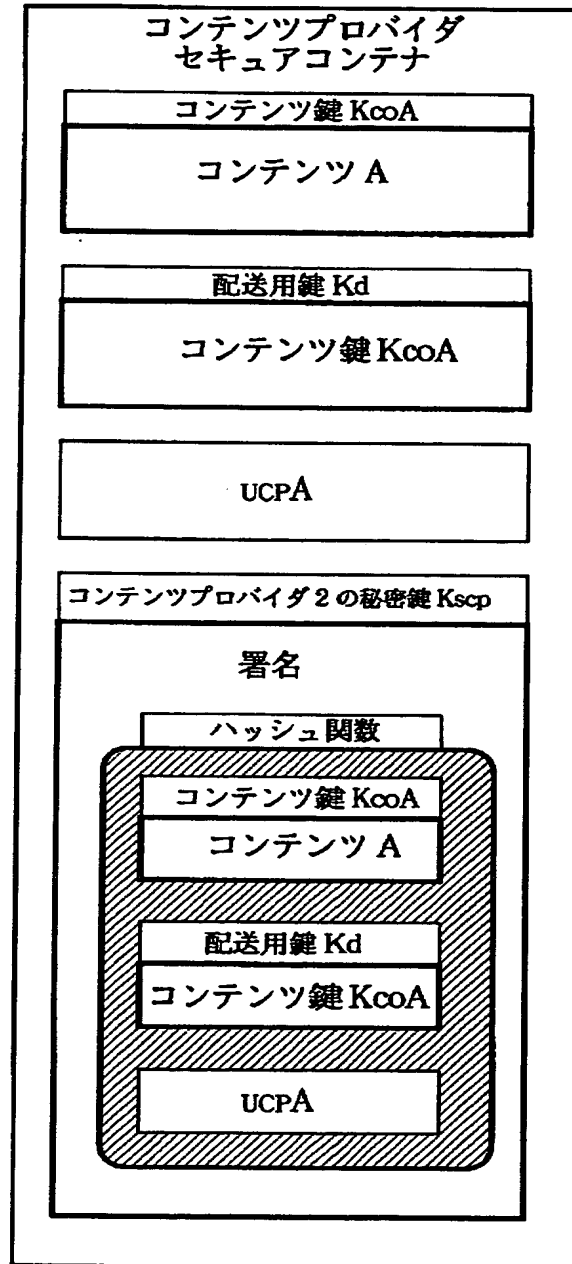 コンテンツプロバイダ
セキュアコンテナ
コンテンツ鍵 KcoA
コンテンツ A
配送用鍵 Kd
コンテンツ鍵 KcoA
UCPA
コンテンツプロバイダ2の秘密鍵 Kscp
署名
ハッシュ関数
コンテンツ鍵 KcoA
コンテンツ A
配送用鍵 Kd
コンテンツ鍵 KcoA
UCPA